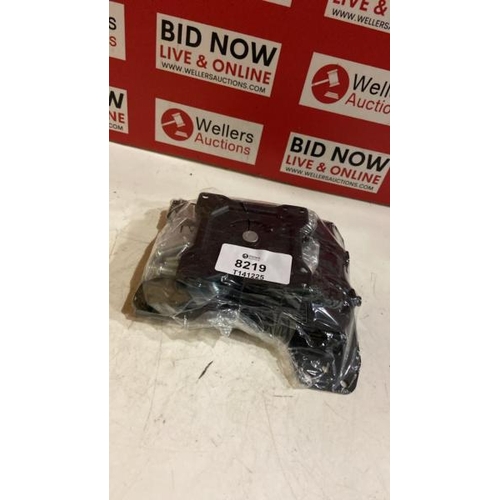 BID NOW
LIVE & ONLINE
WWW.WELLERSAUCTIONS.COM
Wellers
Auctions
Wellers
Auctions
BID NOW
LIVE & ONLINE
WWW.WELLERSAUCTIONS.COM
8219
T141225